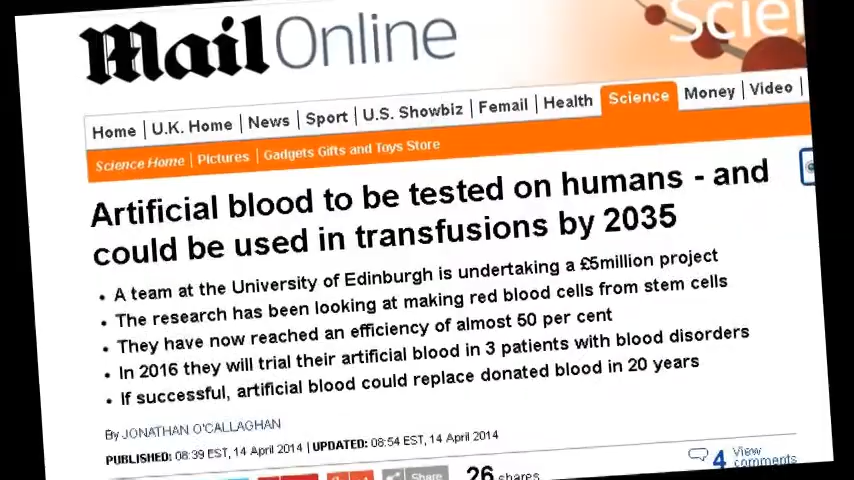 Mail Online
Scie
Home | U.K. Home | News | Sport | U.S. Showbiz | Femail | Health | Science | Money | Video |
Science Home | Pictures | Gadgets Gifts and Toys Store
Artificial blood to be tested on humans - and
could be used in transfusions by 2035
• A team at the University of Edinburgh is undertaking a £5million project
• The research has been looking at making red blood cells from stem cells
• They have now reached an efficiency of almost 50 per cent
• In 2016 they will trial their artificial blood in 3 patients with blood disorders
• If successful, artificial blood could replace donated blood in 20 years
By JONATHAN O'CALLAGHAN
PUBLISHED: 08:39 EST, 14 April 2014 | UPDATED: 08:54 EST, 14 April 2014
Share
26 shares
4 View
comments